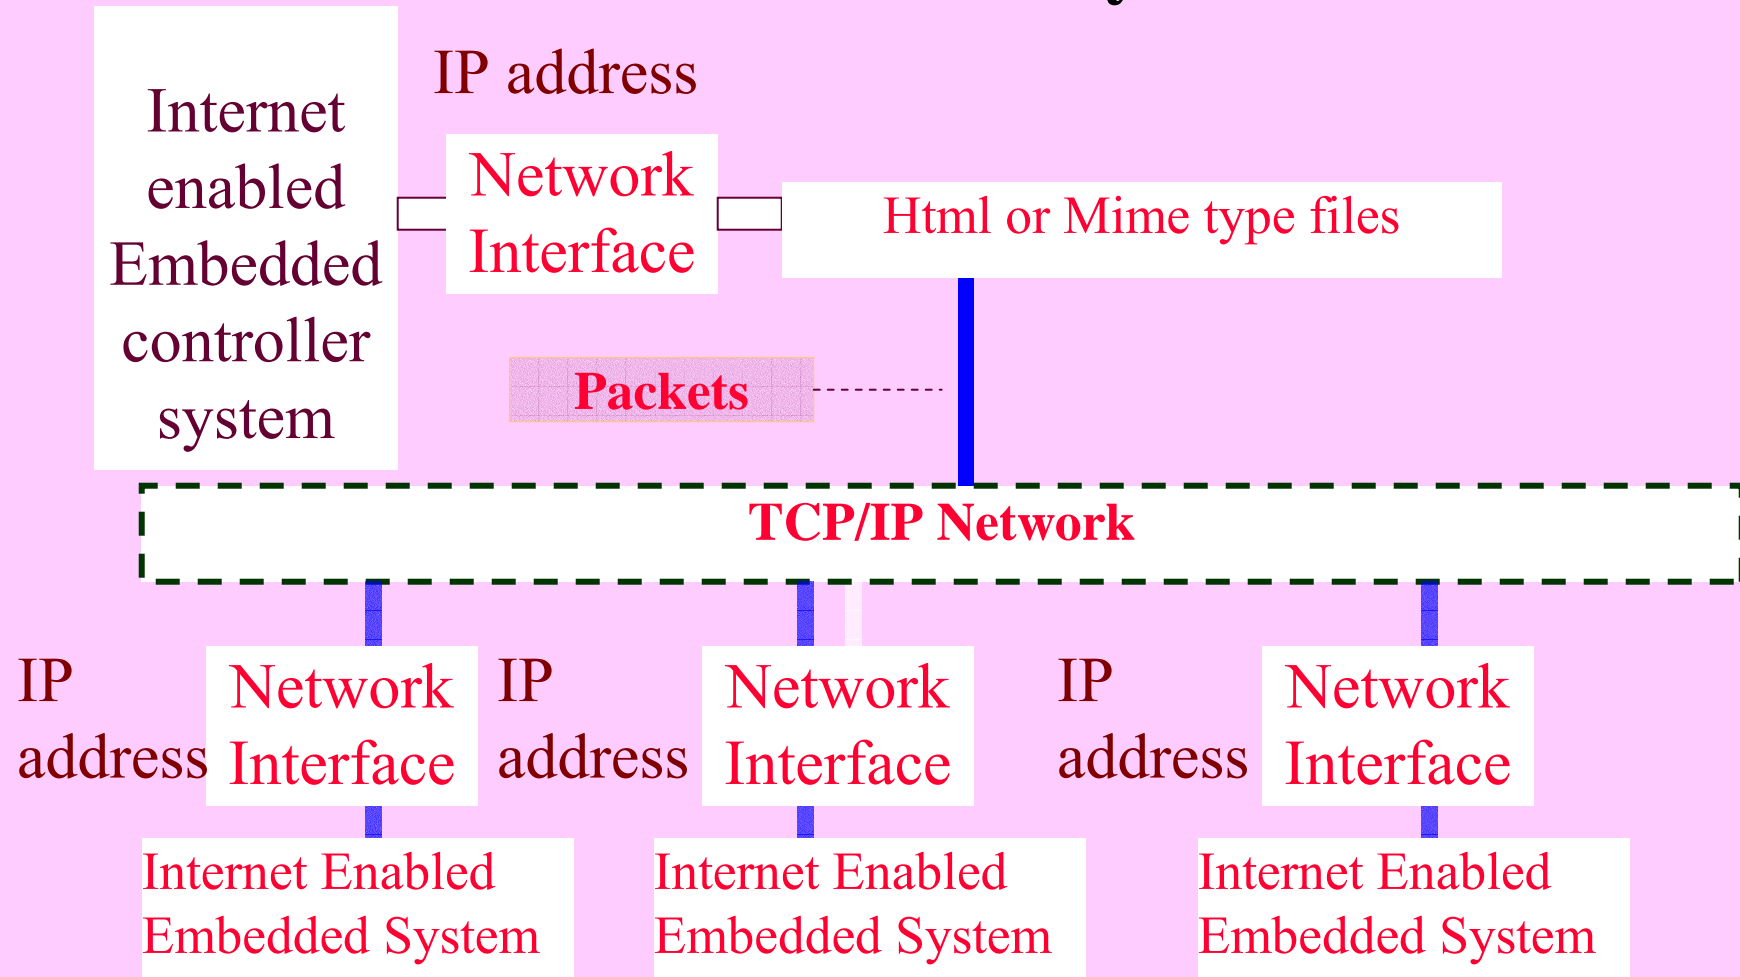 IP address
Internet
enabled
Embedded
controller
system
Network
Interface
Html or Mime type files
Packets
TCP/IP Network
IP
address
Network
Interface
IP
address
Network
Interface
IP
address
Network
Interface
Internet Enabled
Embedded System
Internet Enabled
Embedded System
Internet Enabled
Embedded System